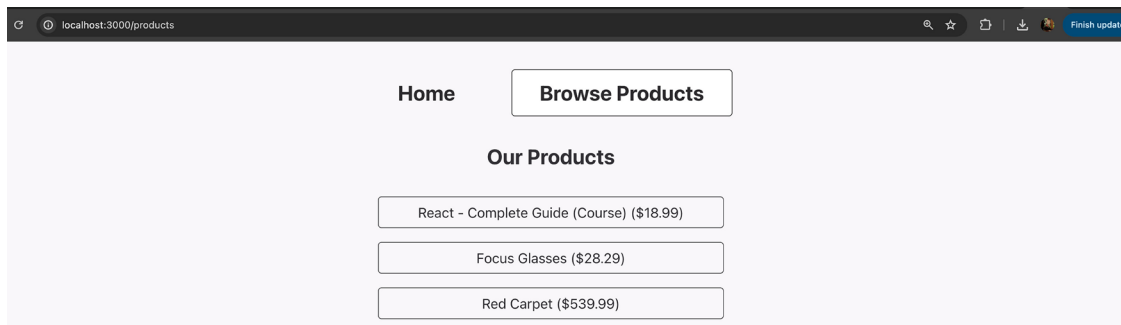 localhost:3000/products
Finish update
Home Browse Products
Our Products
React - Complete Guide (Course) ($18.99)
Focus Glasses ($28.29)
Red Carpet ($539.99)